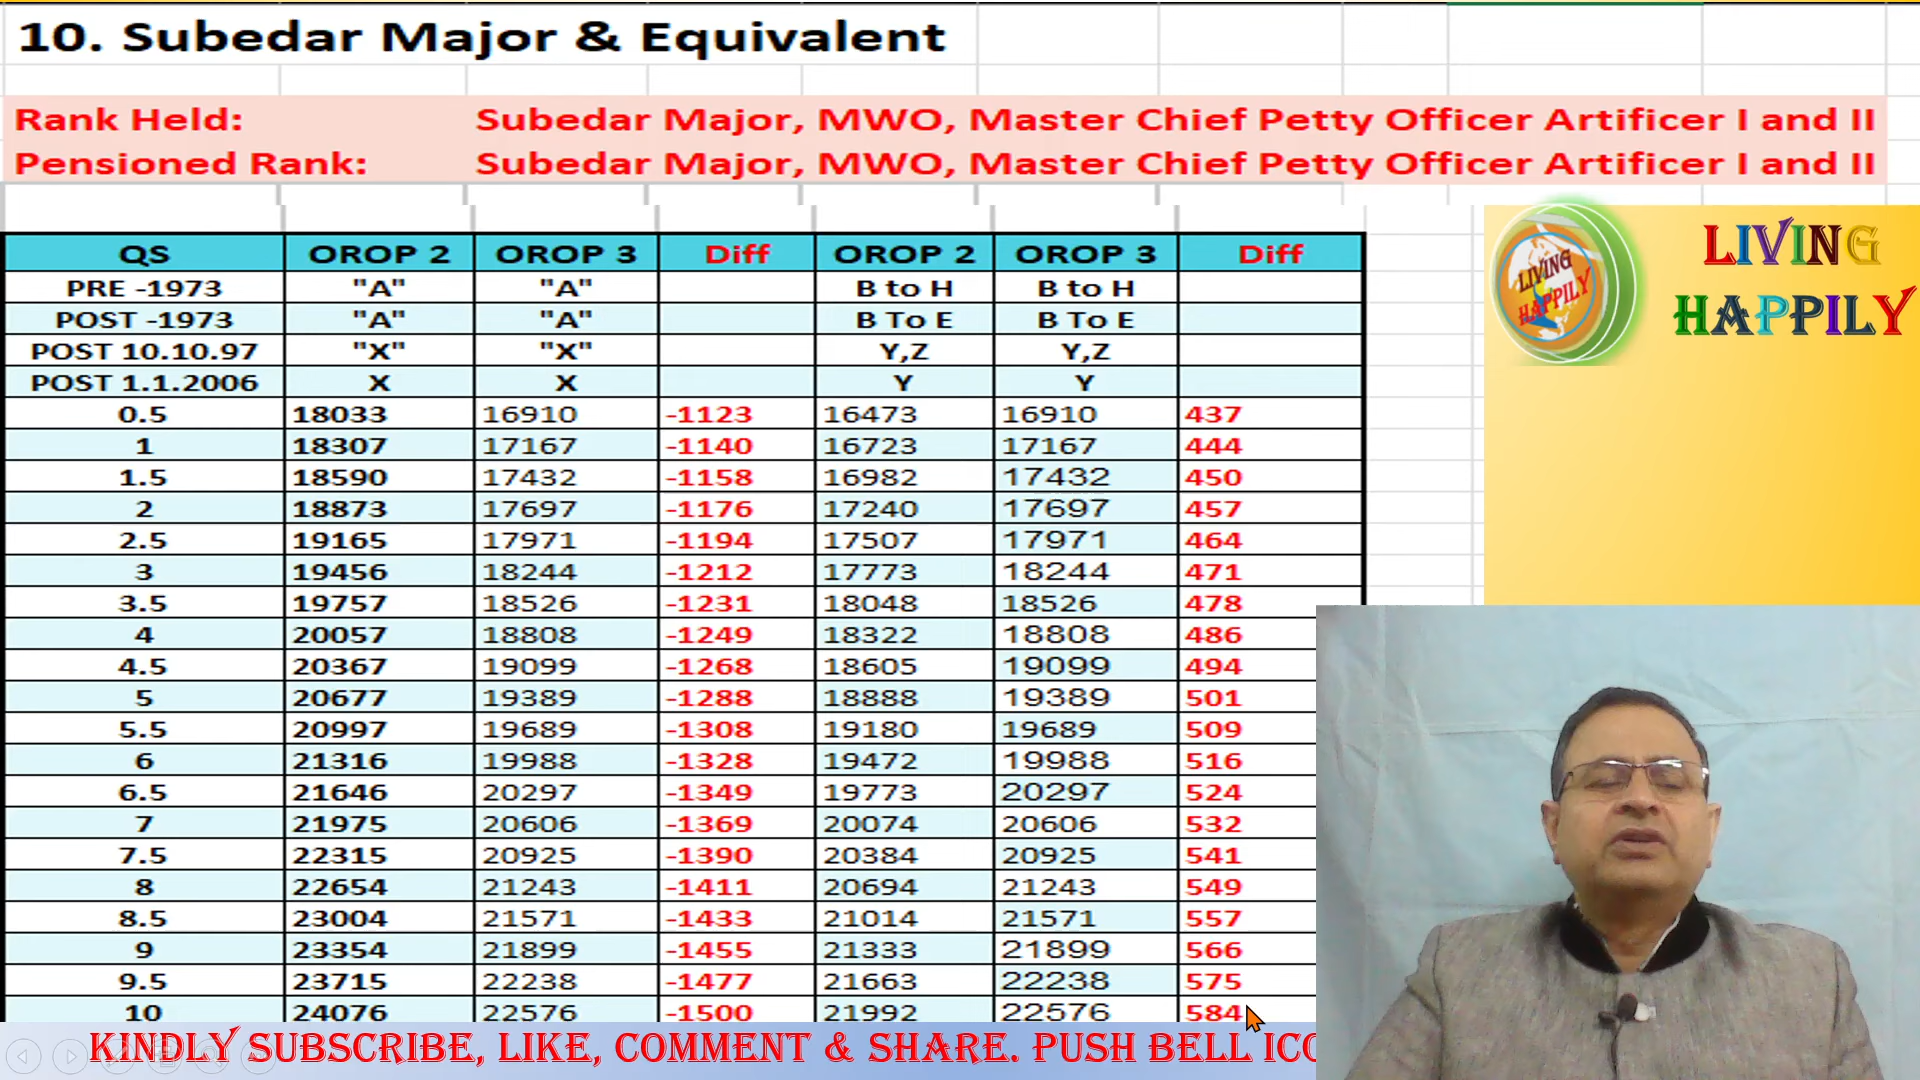 10. Subedar Major & Equivalent
Rank Held: Subedar Major, MWO, Master Chief Petty Officer Artificer I and II
Pensioned Rank: Subedar Major, MWO, Master Chief Petty Officer Artificer I and II
LIVING
HAPPILY
LIVING
HAPPILY
QS OROP 2 OROP 3 Diff OROP 2 OROP 3 Diff
PRE -1973 "A" "A" B to H B to H
POST -1973 "A" "A" B To E B To E
POST 10.10.97 "X" "X" Y,Z Y,Z
POST 1.1.2006 X X Y Y
0.5 18033 16910 -1123 16473 16910 437
1 18307 17167 -1140 16723 17167 444
1.5 18590 17432 -1158 16982 17432 450
2 18873 17697 -1176 17240 17697 457
2.5 19165 17971 -1194 17507 17971 464
3 19456 18244 -1212 17773 18244 471
3.5 19757 18526 -1231 18048 18526 478
4 20057 18808 -1249 18322 18808 486
4.5 20367 19099 -1268 18605 19099 494
5 20677 19389 -1288 18888 19389 501
5.5 20997 19689 -1308 19180 19689 509
6 21316 19988 -1328 19472 19988 516
6.5 21646 20297 -1349 19773 20297 524
7 21975 20606 -1369 20074 20606 532
7.5 22315 20925 -1390 20384 20925 541
8 22654 21243 -1411 20694 21243 549
8.5 23004 21571 -1433 21014 21571 557
9 23354 21899 -1455 21333 21899 566
9.5 23715 22238 -1477 21663 22238 575
10 24076 22576 -1500 21992 22576 584
KINDLY SUBSCRIBE, LIKE, COMMENT & SHARE. PUSH BELL ICO